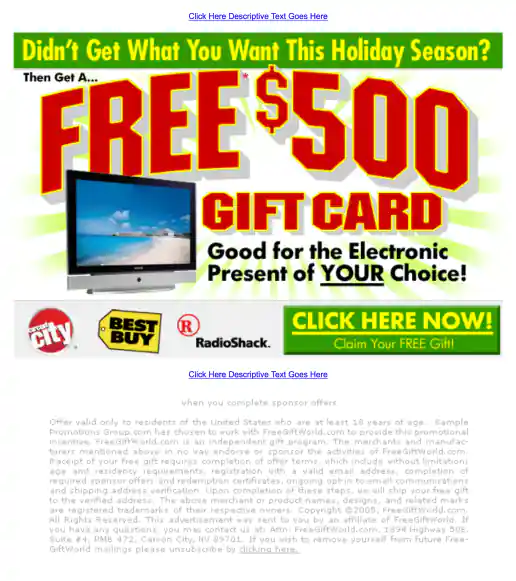 Click Here Descriptive Text Goes Here
Didn't Get What You Want This Holiday Season?
Then Get A...
FREE* $500
GIFT CARD
Good for the Electronic
Present of YOUR Choice!
circuit city
BEST BUY
R RadioShack.
CLICK HERE NOW!
Claim Your FREE Gift!
Click Here Descriptive Text Goes Here
when you complete sponsor offers
Offer valid only to residents of the United States who are at least 18 years of age. Sample
Promotions Group.com has chosen to work with FreeGiftWorld.com to provide this promotional
incentive. FreeGiftWorld.com is an independent gift program. The merchants and manufac-
turers mentioned above in no way endorse or sponsor the activities of FreeGiftWorld.com.
Receipt of your free gift requires completion of offer terms, which include without limitations
age and residency requirements, registration with a valid email address, completion of
required sponsor offers and redemption certificates, ongoing opt-in to email communications
and shipping address verification. Upon completion of these steps, we will ship your free gift
to the verified address. The above merchant or product names, designs, and related marks
are registered trademarks of their respective owners. Copyright ©2005, FreeGiftWorld.com.
All Rights Reserved. This advertisement was sent to you by an affiliate of FreeGiftWorld. If
you have any questions, you may contact us at: Attn: FreeGiftWorld.com, 1894 Highway 50E,
Suite #4, PMB 472, Carson City, NV 89701. If you wish to remove yourself from future Free-
GiftWorld mailings please unsubscribe by clicking here.